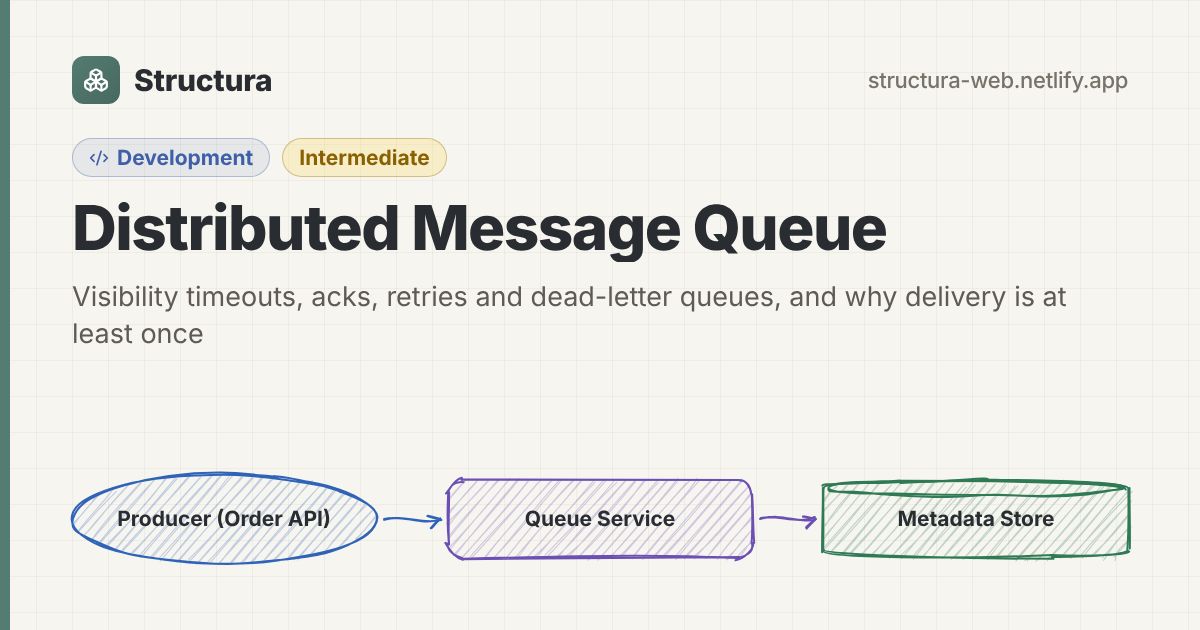 Structura
structura-web.netlify.app
</> Development
Intermediate
Distributed Message Queue
Visibility timeouts, acks, retries and dead-letter queues, and why delivery is at
least once
Producer (Order API)
Queue Service
Metadata Store